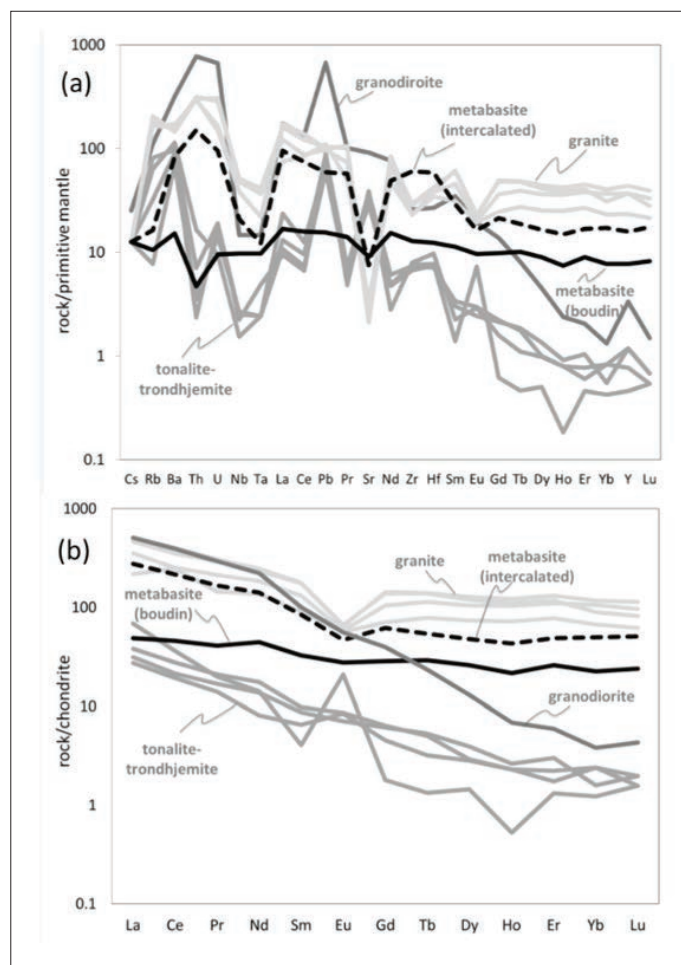 (a)
1000
100
10
1
0.1
rock/primitive mantle
granodiroite
metabasite
(intercalated)
granite
metabasite
(boudin)
tonalite-
trondhjemite
Cs Rb Ba Th U Nb Ta La Ce Pb Pr Sr Nd Zr Hf Sm Eu Gd Tb Dy Ho Er Yb Y Lu
(b)
1000
100
10
1
0.1
rock/chondrite
granite
metabasite
(intercalated)
metabasite
(boudin)
granodiorite
tonalite-
trondhjemite
La Ce Pr Nd Sm Eu Gd Tb Dy Ho Er Yb Lu